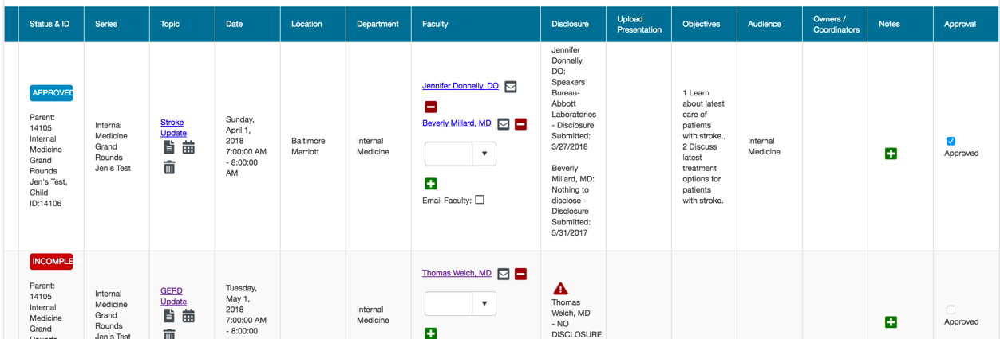 Status & ID
Series
Topic
Date
Location
Department
Faculty
Disclosure
Upload
Presentation
Objectives
Audience
Owners /
Coordinators
Notes
Approval
APPROVED
Parent:
14105
Internal
Medicine
Grand
Rounds
Jen's Test,
Child
ID:14106
Internal
Medicine
Grand
Rounds
Jen's Test
Stroke
Update
Sunday,
April 1,
2018
7:00:00 AM
- 8:00:00
AM
Baltimore
Marriott
Internal
Medicine
Jennifer Donnelly, DO
Beverly Millard, MD
Email Faculty:
Jennifer
Donnelly,
DO:
Speakers
Bureau-
Abbott
Laboratories
- Disclosure
Submitted:
3/27/2018
Beverly
Millard, MD:
Nothing to
disclose -
Disclosure
Submitted:
5/31/2017
1 Learn
about latest
care of
patients
with stroke.,
2 Discuss
latest
treatment
options for
patients
with stroke.
Internal
Medicine
Approved
INCOMPLE
Parent:
14105
Internal
Medicine
Grand
Rounds
Internal
Medicine
Grand
Rounds
Jen's Test
GERD
Update
Tuesday,
May 1,
2018
7:00:00 AM
- 8:00:00
Internal
Medicine
Thomas Welch, MD
Thomas
Welch, MD
- NO
DISCLOSURE
Approved